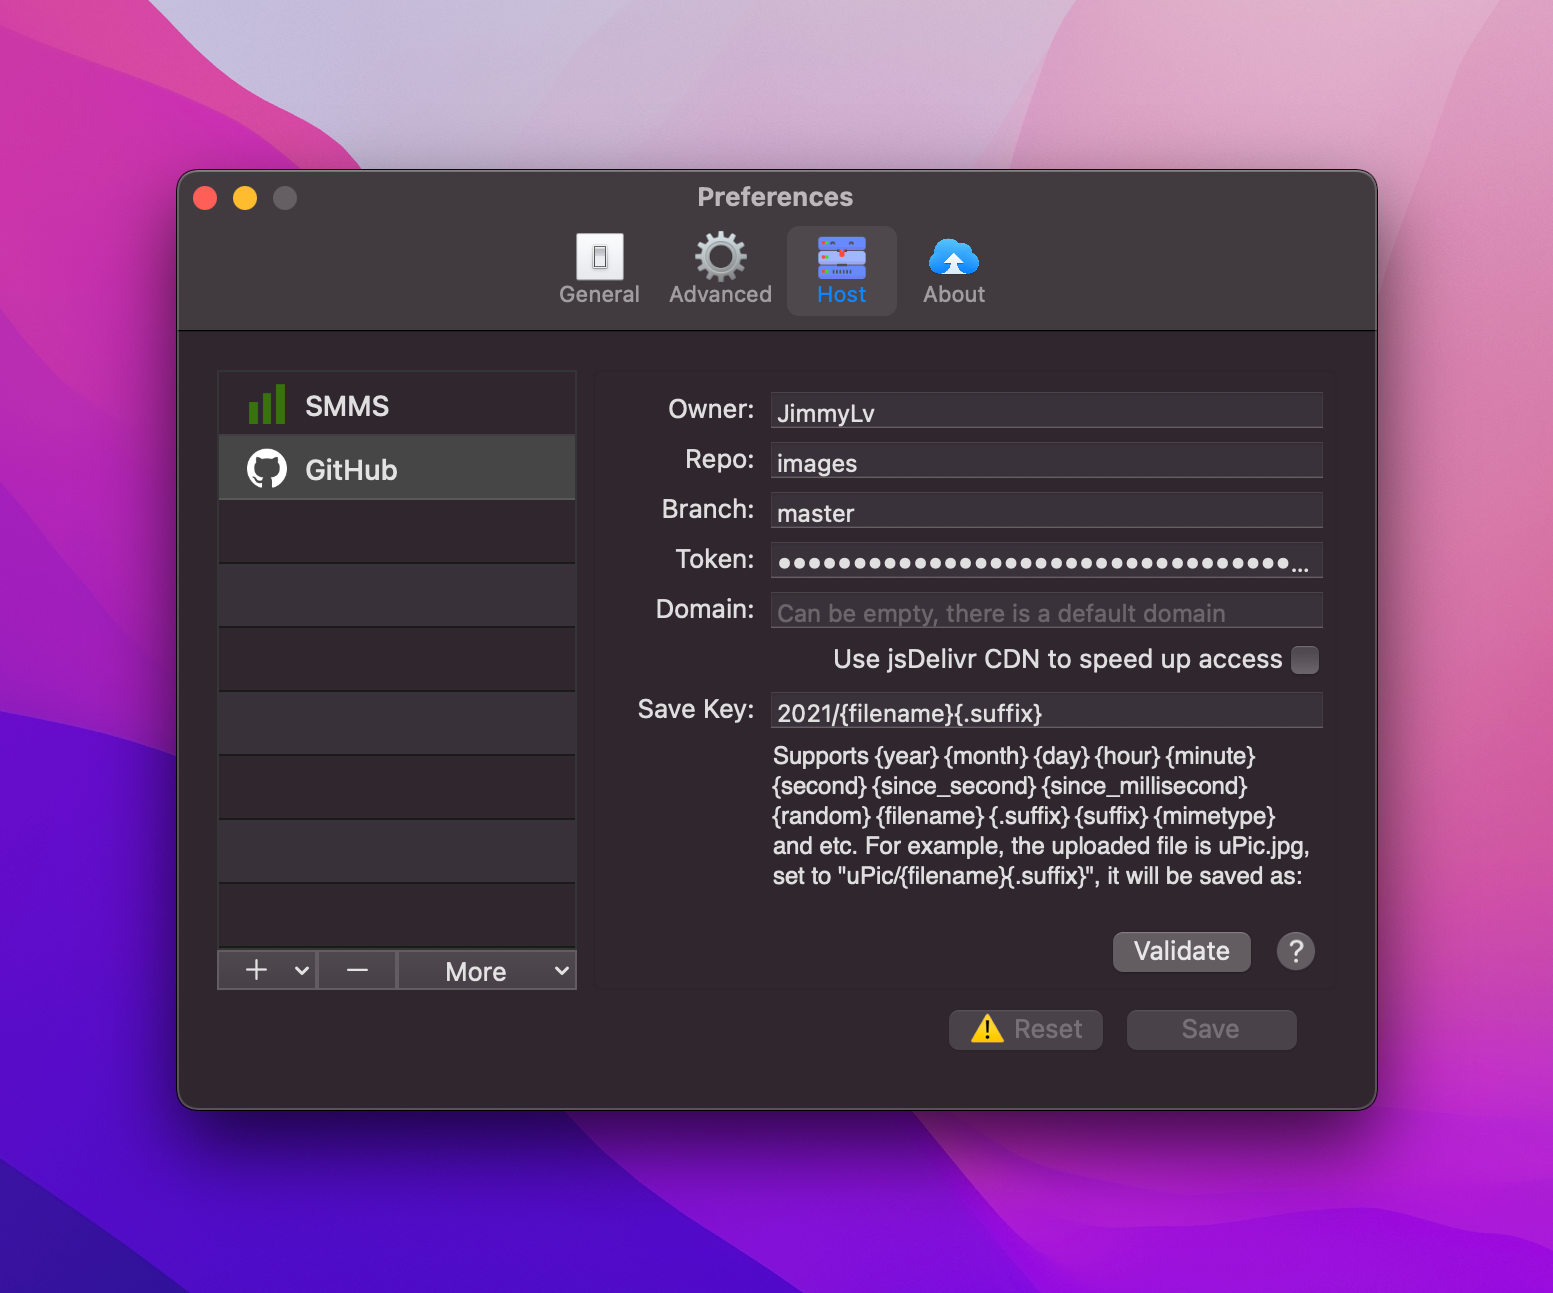 Preferences
General
Advanced
Host
About
SMMS
GitHub
More
Owner:
JimmyLv
Repo:
images
Branch:
master
Token:
●●●●●●●●●●●●●●●●●●●●●●●●●●●●●●●●●●...
Domain:
Can be empty, there is a default domain
Use jsDelivr CDN to speed up access
Save Key:
2021/{filename}{.suffix}
Supports {year} {month} {day} {hour} {minute}
{second} {since_second} {since_millisecond}
{random} {filename} {.suffix} {suffix} {mimetype}
and etc. For example, the uploaded file is uPic.jpg,
set to "uPic/{filename}{.suffix}", it will be saved as:
Validate
?
Reset
Save